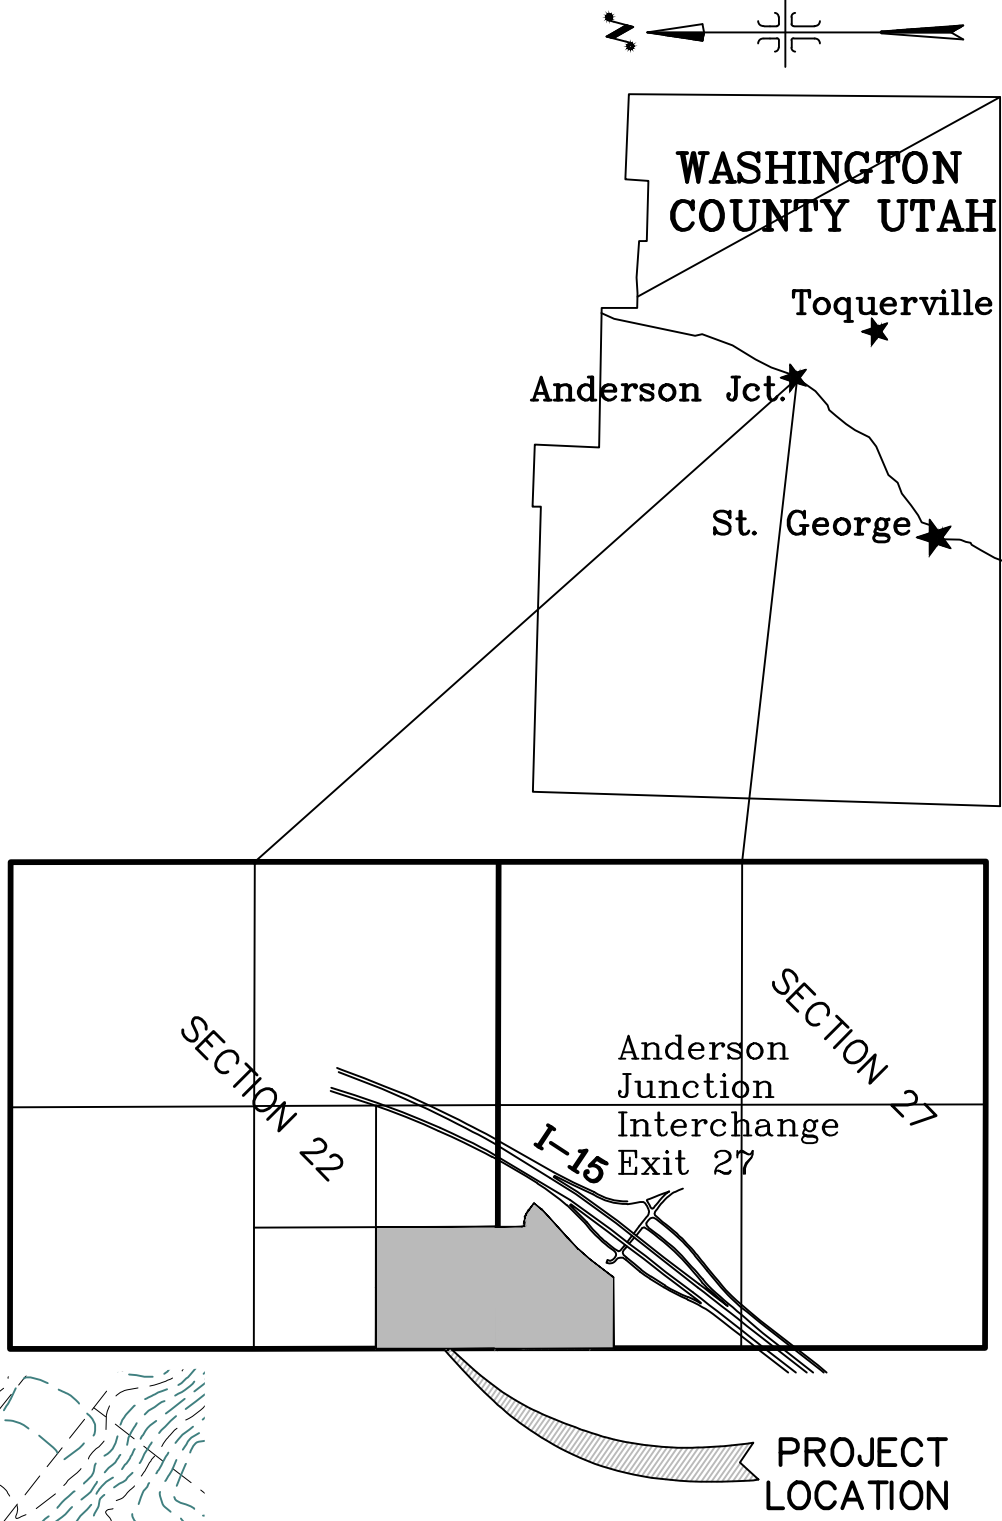 N
WASHINGTON
COUNTY UTAH
Toquerville
Anderson Jct.
St. George
SECTION 22
SECTION 27
Anderson
Junction
Interchange
Exit 27
I-15
PROJECT
LOCATION